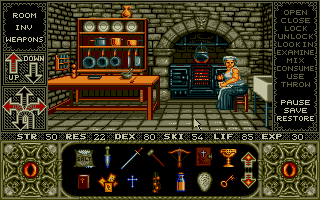 ROOM
INV
WEAPONS
UP
DOWN
OPEN
CLOSE
LOCK
UNLOCK
LOOK IN
EXAMINE
MIX
CONSUME
USE
THROW
PAUSE
SAVE
RESTORE
STR 50 RES 22 DEX 80 SKI 54 LIF 85 EXP 30
SALT